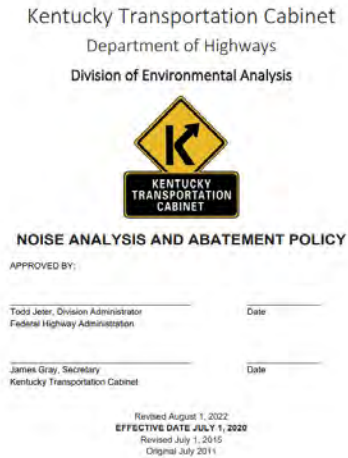 Kentucky Transportation Cabinet
Department of Highways
Division of Environmental Analysis
KENTUCKY
TRANSPORTATION
CABINET
NOISE ANALYSIS AND ABATEMENT POLICY
APPROVED BY:
Todd Jeter, Division Administrator Date
Federal Highway Administration
James Gray, Secretary Date
Kentucky Transportation Cabinet
Revised August 1, 2022
EFFECTIVE DATE JULY 1, 2020
Revised July 1, 2015
Original July 2011